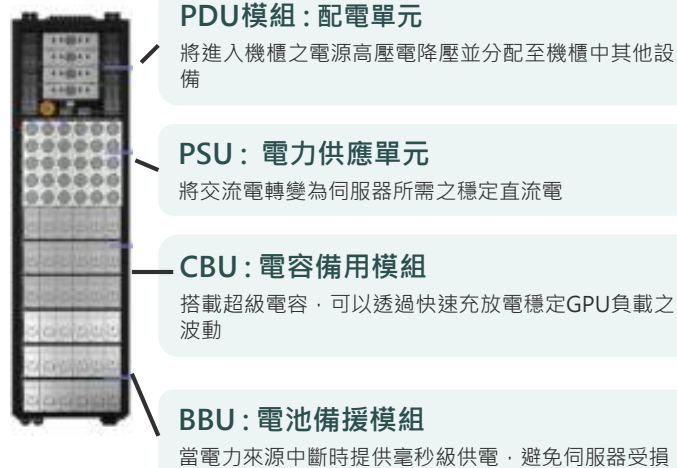 PDU模組 : 配電單元
將進入機櫃之電源高壓電降壓並分配至機櫃中其他設
備
PSU : 電力供應單元
將交流電轉變為伺服器所需之穩定直流電
CBU : 電容備用模組
搭載超級電容，可以透過快速充放電穩定GPU負載之
波動
BBU : 電池備援模組
當電力來源中斷時提供毫秒級供電，避免伺服器受損